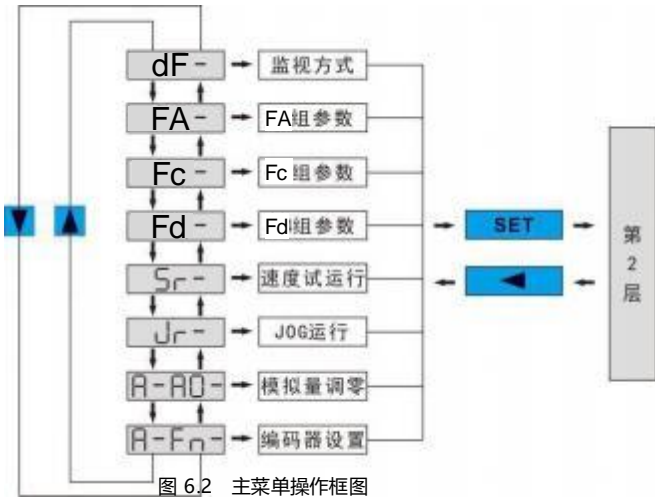 dF- 监视方式
FA- FA组参数
Fc- Fc组参数
Fd- Fd组参数
SET
第2层
Sr- 速度试运行
Jr- JOG运行
A-A0- 模拟量调零
A-Fn- 编码器设置
图 6.2 主菜单操作框图